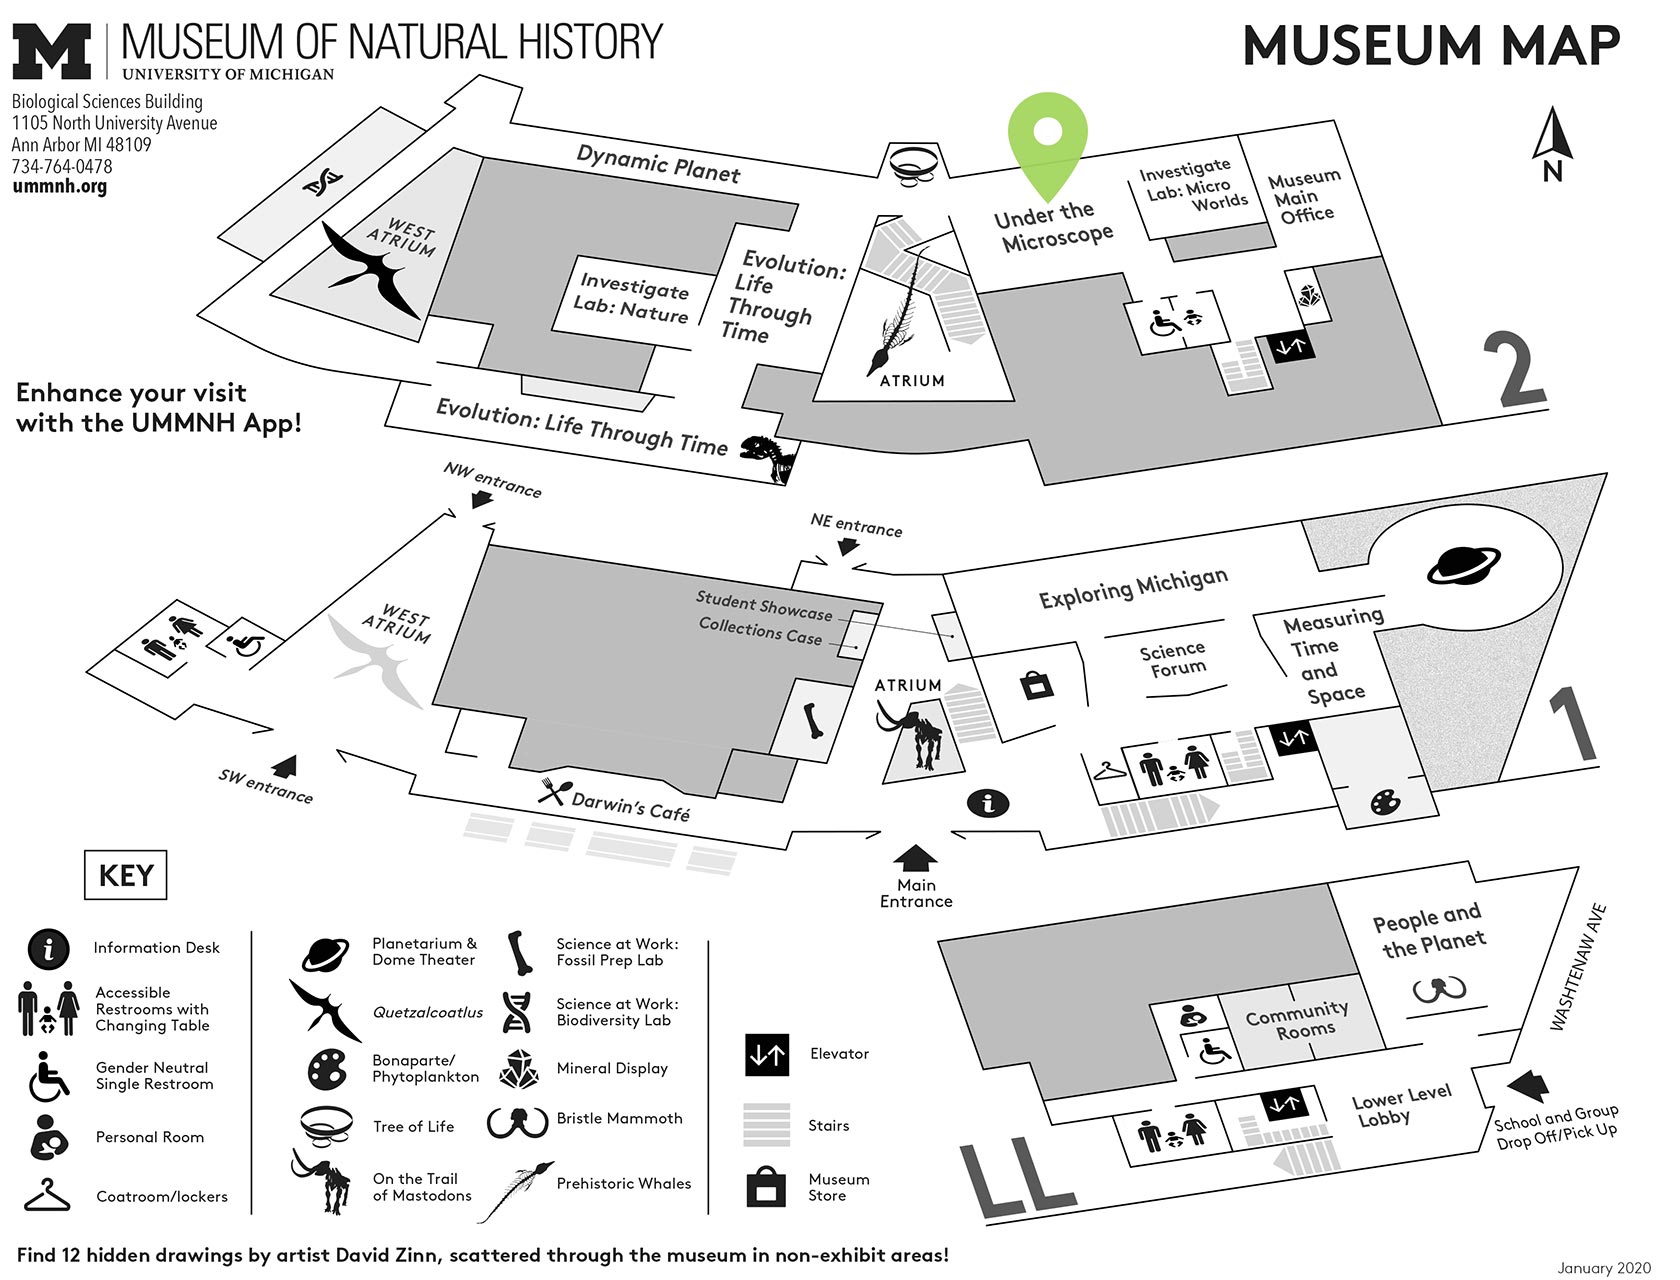 M
MUSEUM OF NATURAL HISTORY
UNIVERSITY OF MICHIGAN
Biological Sciences Building
1105 North University Avenue
Ann Arbor MI 48109
734-764-0478
ummnh.org
MUSEUM MAP
N
Enhance your visit
with the UMMNH App!
Dynamic Planet
WEST
ATRIUM
Investigate
Lab: Nature
Evolution:
Life
Through
Time
Evolution: Life Through Time
ATRIUM
Under the
Microscope
Investigate
Lab: Micro
Worlds
Museum
Main
Office
2
NW entrance
NE entrance
WEST
ATRIUM
Student Showcase
Collections Case
ATRIUM
Exploring Michigan
Science
Forum
Measuring
Time
and
Space
SW entrance
Darwin's Café
i
Main
Entrance
1
People and
the Planet
Community
Rooms
Lower Level
Lobby
WASHTENAW AVE
School and Group
Drop Off/Pick Up
LL
KEY
i
Information Desk
Accessible
Restrooms with
Changing Table
Gender Neutral
Single Restroom
Personal Room
Coatroom/lockers
Planetarium &
Dome Theater
Quetzalcoatlus
Bonaparte/
Phytoplankton
Tree of Life
On the Trail
of Mastodons
Science at Work:
Fossil Prep Lab
Science at Work:
Biodiversity Lab
Mineral Display
Bristle Mammoth
Prehistoric Whales
Elevator
Stairs
Museum
Store
Find 12 hidden drawings by artist David Zinn, scattered through the museum in non-exhibit areas!
January 2020